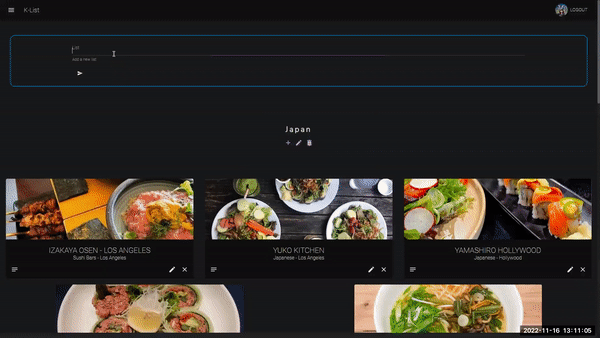 K-List
LOGOUT
List
add a new list
Japan
IZAKAYA OSEN - LOS ANGELES
Sushi Bars - Los Angeles
YUKO KITCHEN
Japanese - Los Angeles
YAMASHIRO HOLLYWOOD
Japanese - Hollywood
2022-11-16 13:11:05